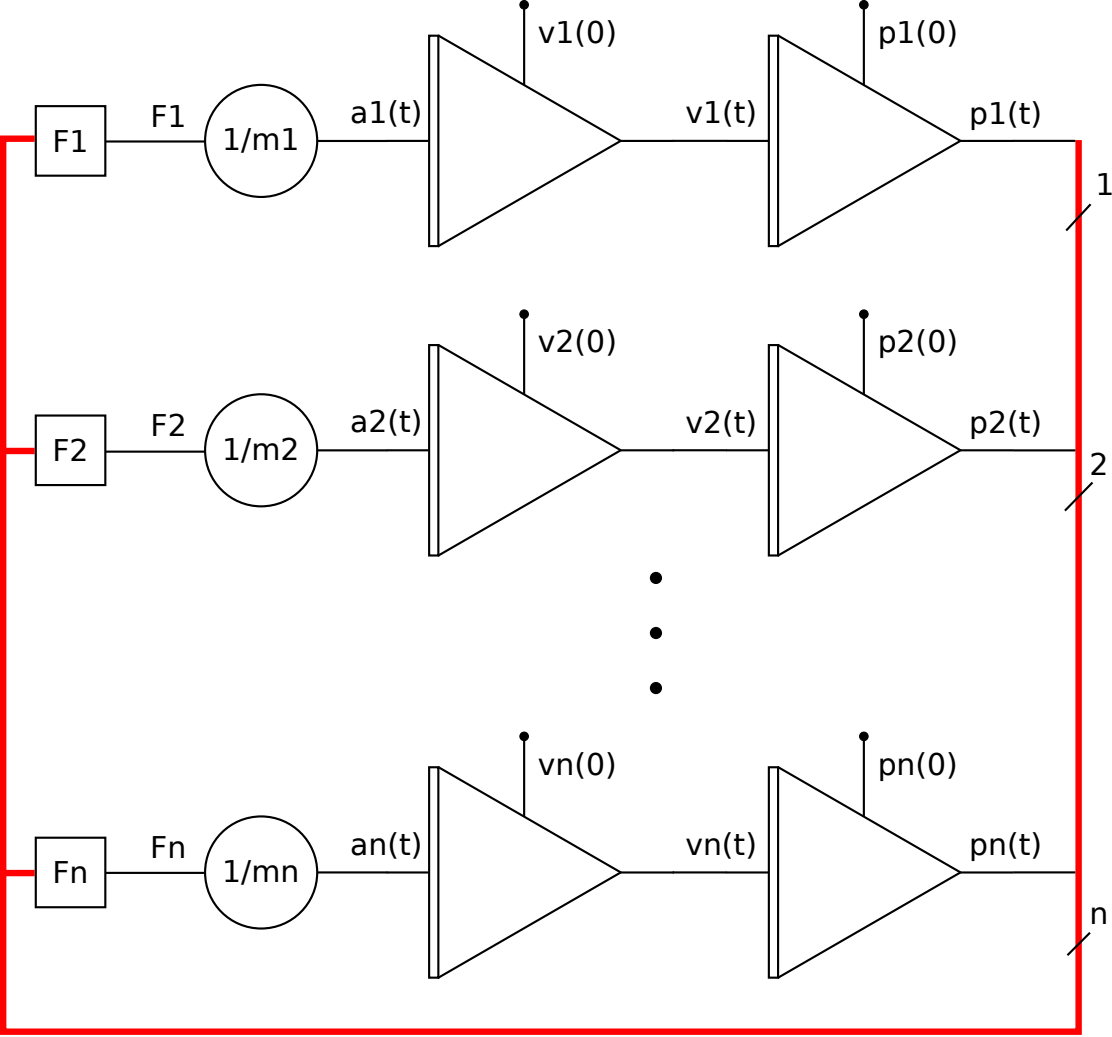 v1(0)
p1(0)
F1
F1
1/m1
a1(t)
v1(t)
p1(t)
1
v2(0)
p2(0)
F2
F2
1/m2
a2(t)
v2(t)
p2(t)
2
vn(0)
pn(0)
Fn
Fn
1/mn
an(t)
vn(t)
pn(t)
n